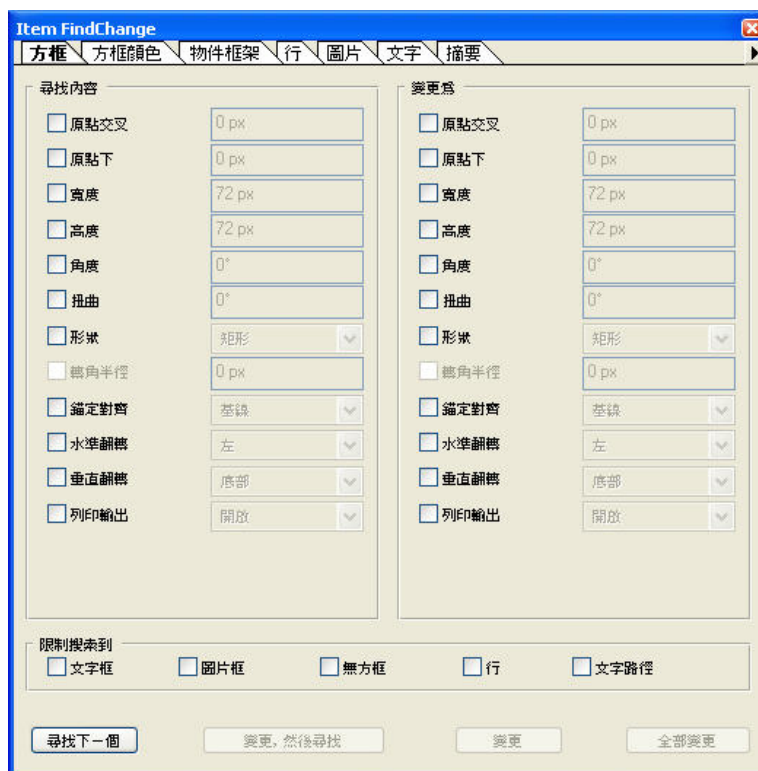 Item FindChange
方框 方框顏色 物件框架 行 圖片 文字 摘要
尋找內容
原點交叉 0 px
原點下 0 px
寬度 72 px
高度 72 px
角度 0°
扭曲 0°
形狀 矩形
轉角半徑 0 px
錨定對齊 基線
水準翻轉 左
垂直翻轉 底部
列印輸出 開啟
變更為
原點交叉 0 px
原點下 0 px
寬度 72 px
高度 72 px
角度 0°
扭曲 0°
形狀 矩形
轉角半徑 0 px
錨定對齊 基線
水準翻轉 左
垂直翻轉 底部
列印輸出 開啟
限制搜索到
文字框 圖片框 無方框 行 文字路徑
尋找下一個 變更, 然後尋找 變更 全部變更